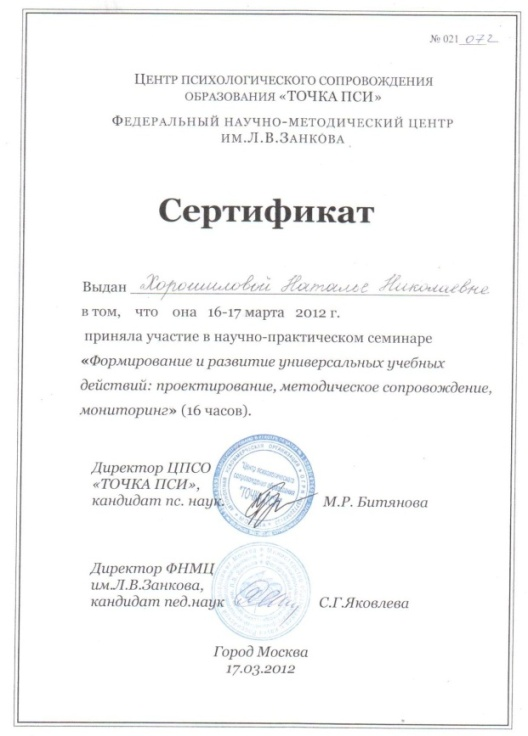 № 021 072
Центр психологического сопровождения
образования «ТОЧКА ПСИ»
Федеральный научно-методический центр
им.Л.В.Занкова
Сертификат
Выдан Хорошиловой Наталье Николаевне
в том, что она 16-17 марта 2012 г.
приняла участие в научно-практическом семинаре
«Формирование и развитие универсальных учебных
действий: проектирование, методическое сопровождение,
мониторинг» (16 часов).
Директор ЦПСО
«ТОЧКА ПСИ»,
кандидат пс. наук. М.Р. Битянова
Директор ФНМЦ
им.Л.В.Занкова,
кандидат пед.наук С.Г.Яковлева
Город Москва
17.03.2012